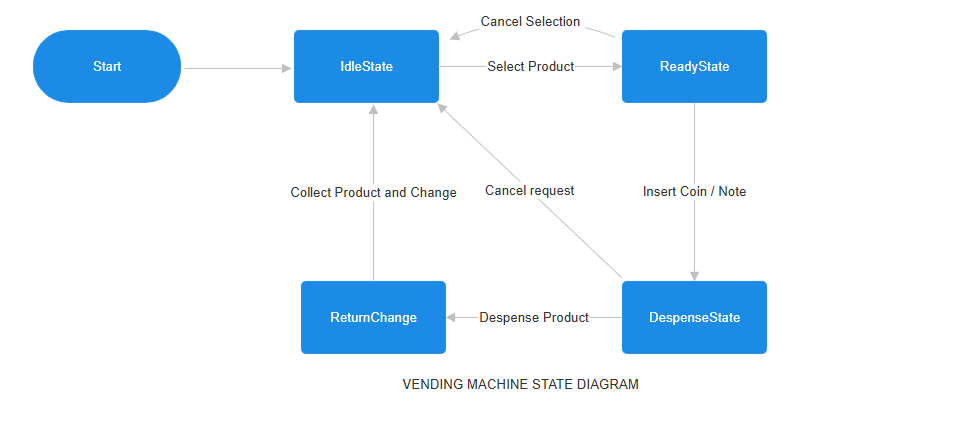 Cancel Selection
Start
IdleState
Select Product
ReadyState
Collect Product and Change
Cancel request
Insert Coin / Note
ReturnChange
Despense Product
DespenseState
VENDING MACHINE STATE DIAGRAM